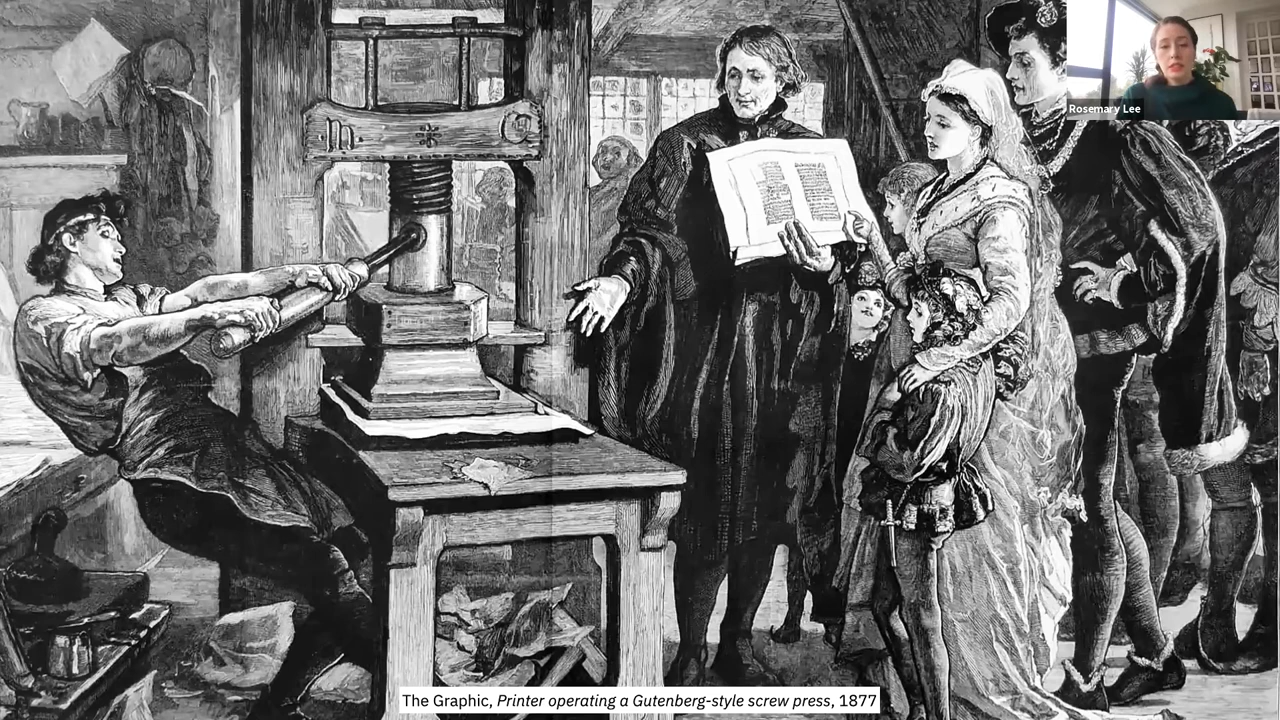 M Q
Rosemary Lee
The Graphic, Printer operating a Gutenberg-style screw press, 1877